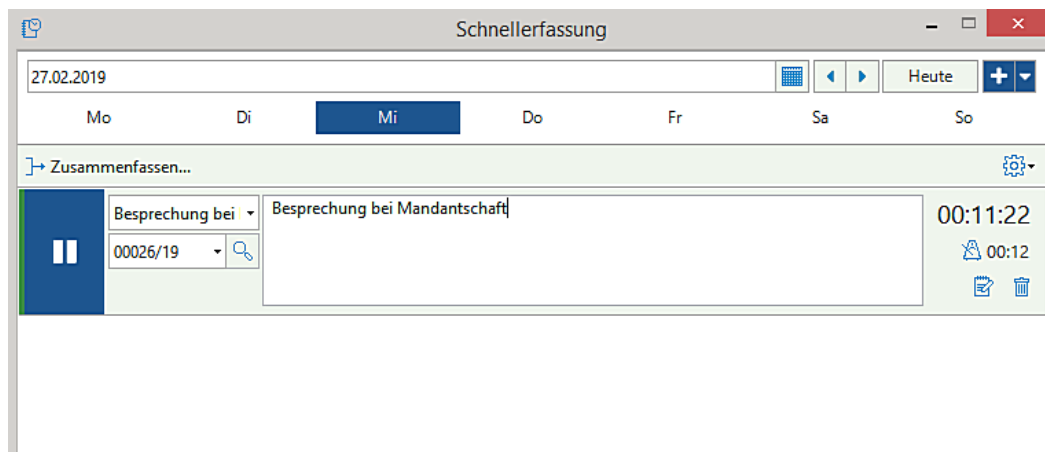 Schnellerfassung
27.02.2019
Heute
Mo Di Mi Do Fr Sa So
Zusammenfassen...
Besprechung bei
Besprechung bei Mandantschaft
00:11:22
00026/19
00:12